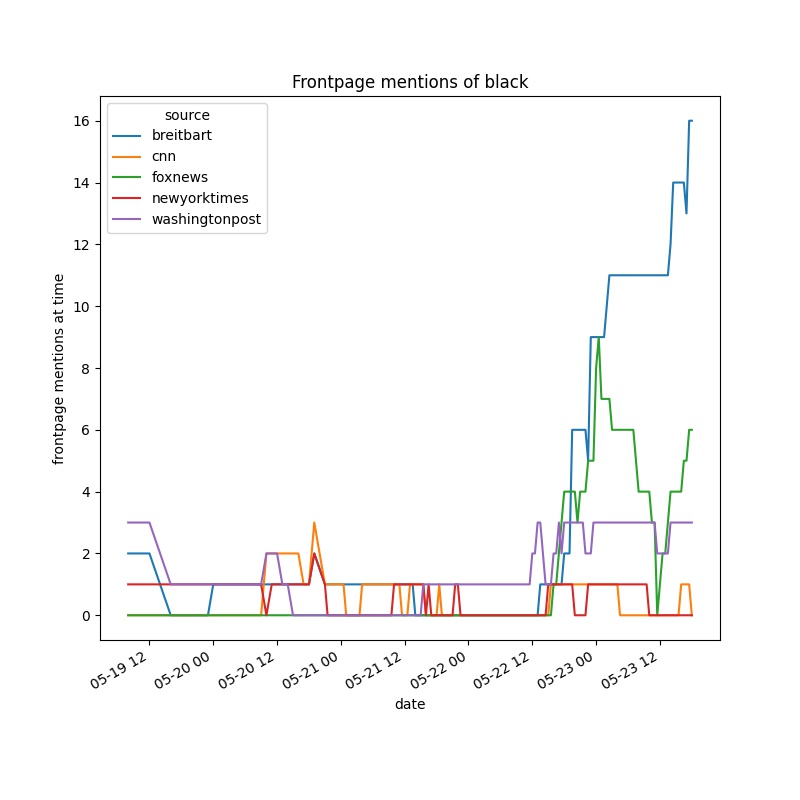 Frontpage mentions of black
source
breitbart
cnn
foxnews
newyorktimes
washingtonpost
frontpage mentions at time
16
14
12
10
8
6
4
2
0
05-19 12
05-20 00
05-20 12
05-21 00
05-21 12
05-22 00
05-22 12
05-23 00
05-23 12
date